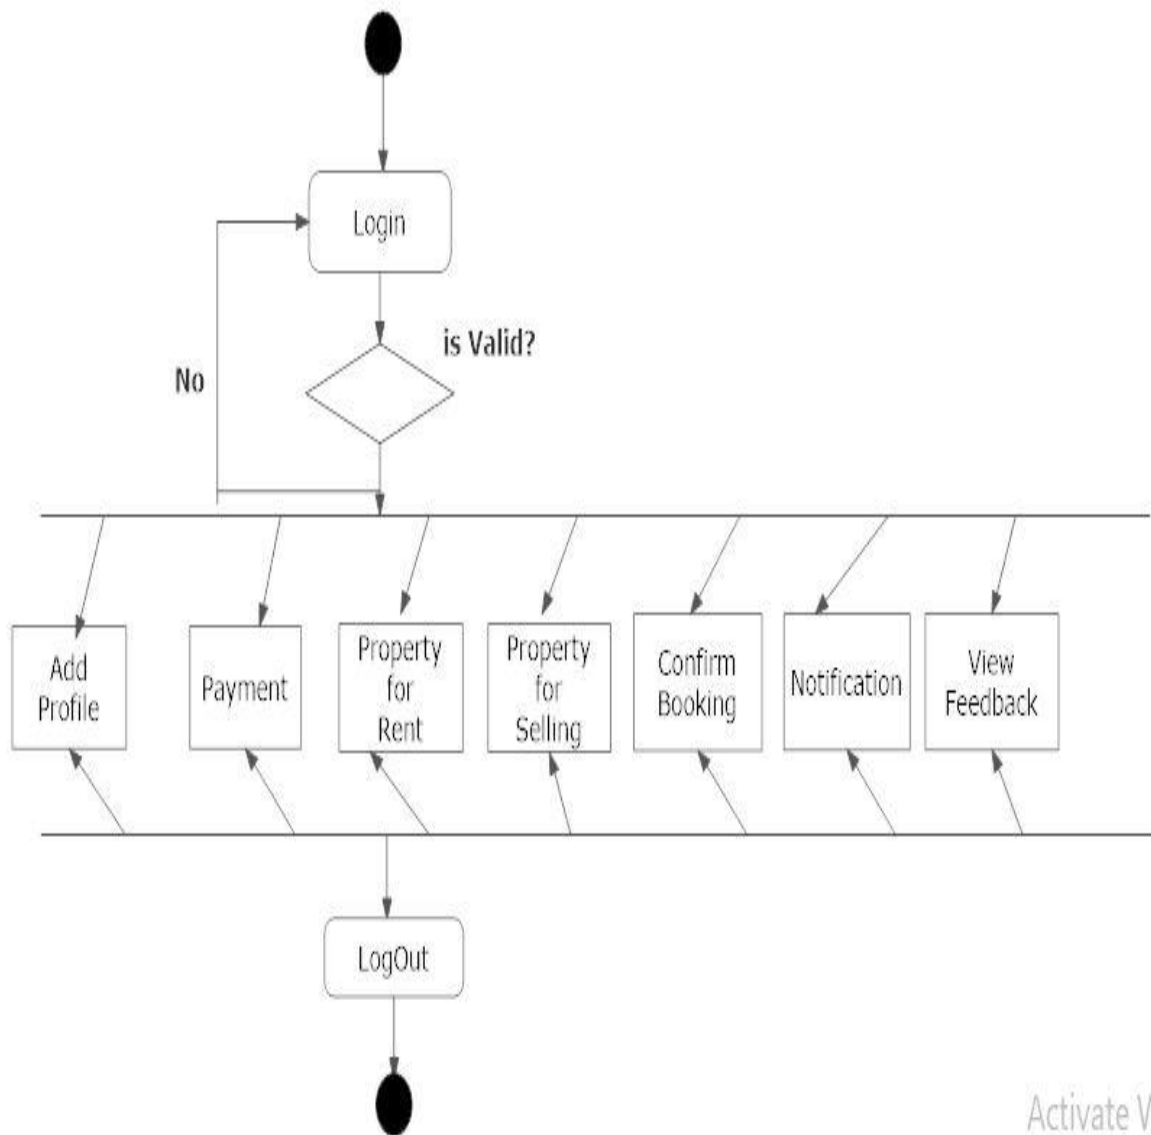 Login
is Valid?
No
Add
Profile
Payment
Property
for
Rent
Property
for
Selling
Confirm
Booking
Notification
View
Feedback
LogOut
Activate